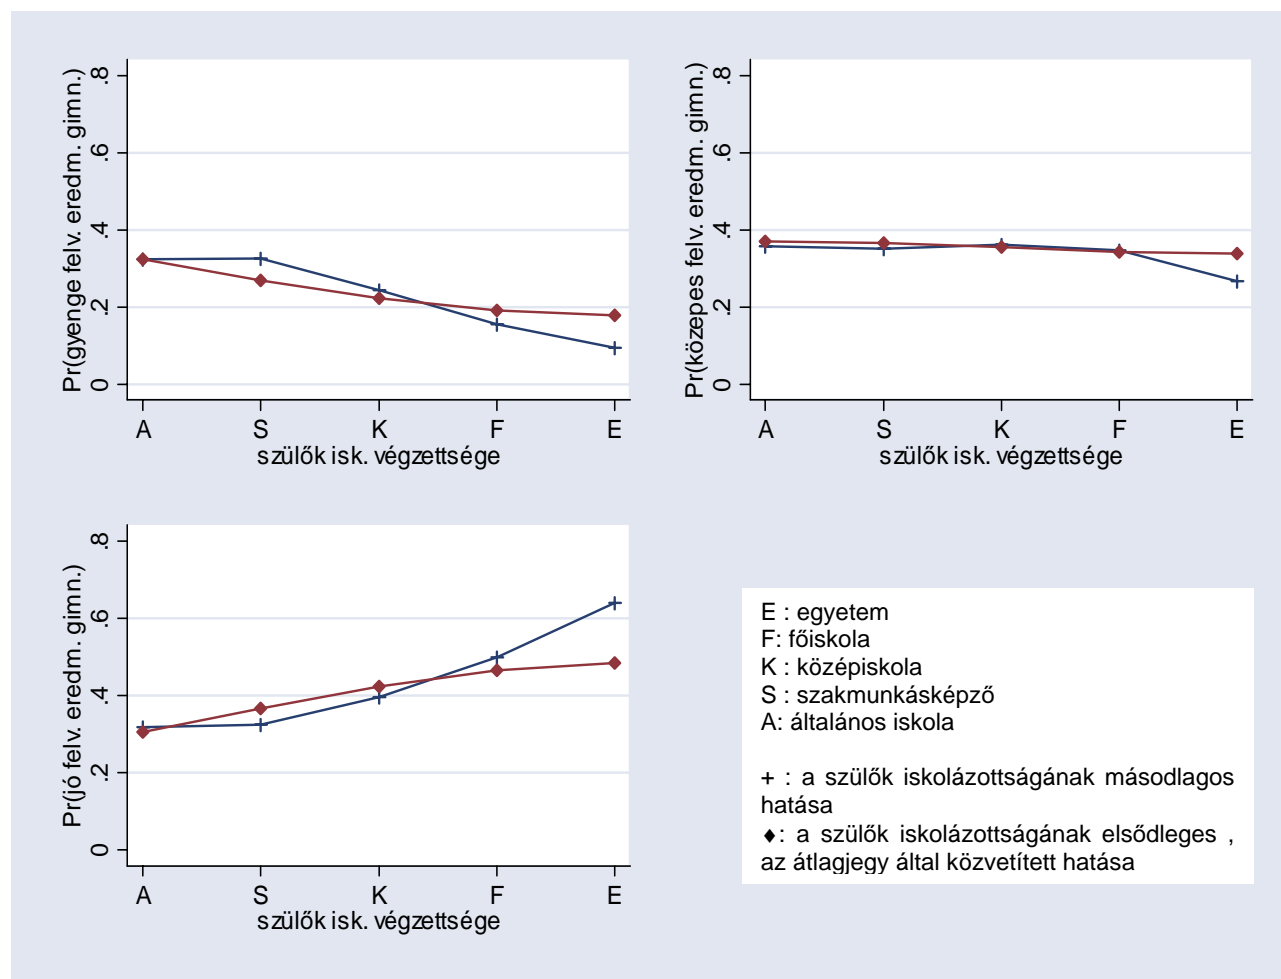 Pr(gyenge felv. eredm. gimn.)
.8
.6
.4
.2
0
A S K F E
szülők isk. végzettsége
Pr(közepes felv. eredm. gimn.)
.8
.6
.4
.2
0
A S K F E
szülők isk. végzettsége
Pr(jó felv. eredm. gimn.)
.8
.6
.4
.2
0
A S K F E
szülők isk. végzettsége
E : egyetem
F: főiskola
K : középiskola
S : szakmunkásképző
A: általános iskola
+ : a szülők iskolázottságának másodlagos
hatása
♦: a szülők iskolázottságának elsődleges ,
az átlagjegy által közvetített hatása